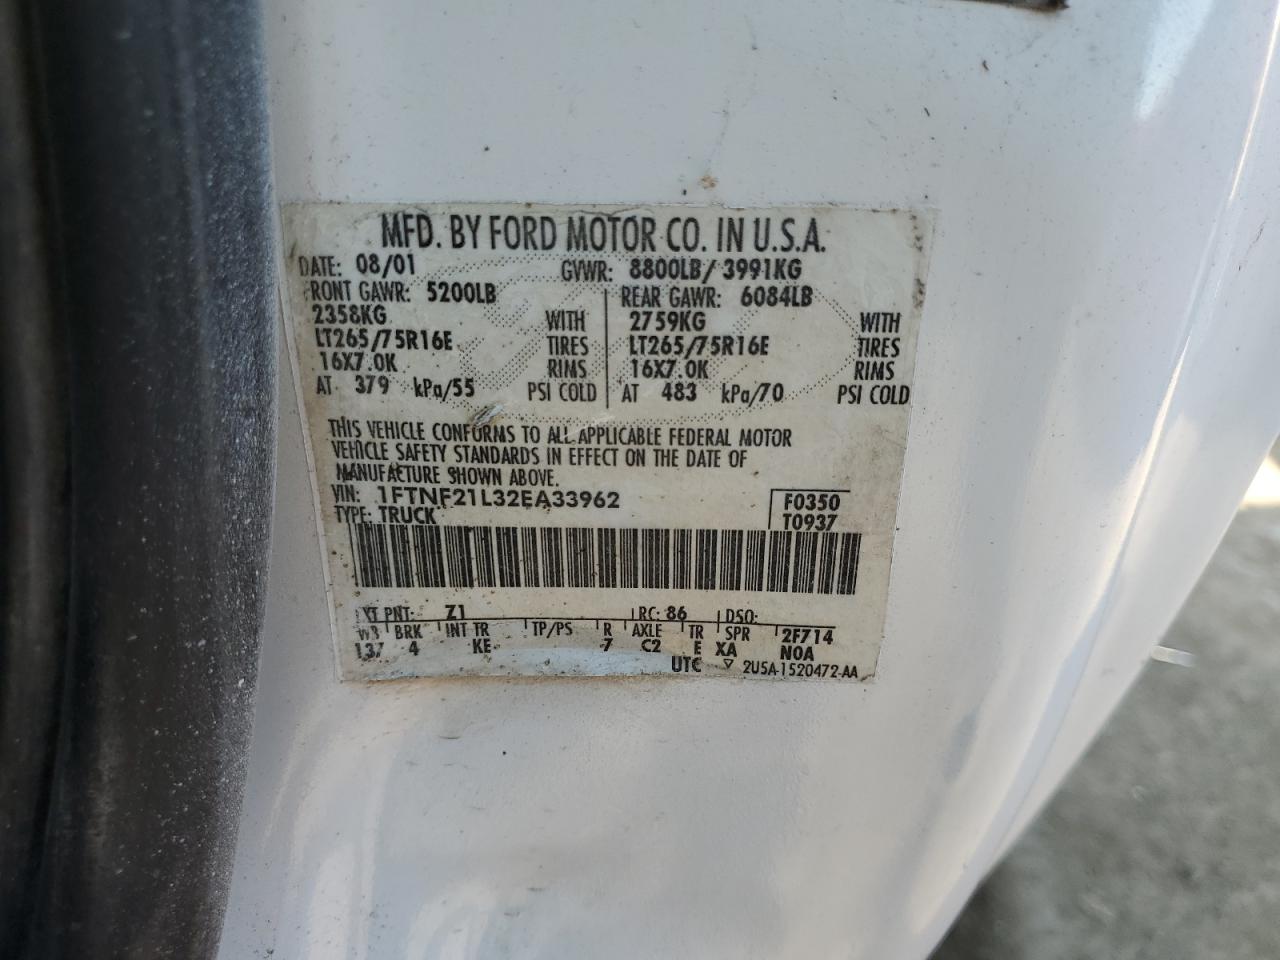 MFD. BY FORD MOTOR CO. IN U.S.A.
DATE: 08/01 GVWR: 8800LB/ 3991KG
FRONT GAWR: 5200LB REAR GAWR: 6084LB
2358KG WITH 2759KG WITH
LT265/75R16E TIRES LT265/75R16E TIRES
16X7.0K RIMS 16X7.0K RIMS
AT 379 kPa/55 PSI COLD AT 483 kPa/70 PSI COLD
THIS VEHICLE CONFORMS TO ALL APPLICABLE FEDERAL MOTOR
VEHICLE SAFETY STANDARDS IN EFFECT ON THE DATE OF
MANUFACTURE SHOWN ABOVE.
VIN: 1FTNF21L32EA33962 F0350
TYPE: TRUCK T0937
EXT PNT: Z1 RC: 86 DSO:
WB BRK INT TR TP/PS R AXLE TR SPR 2F714
137 4 KE 7 C2 E XA N0A
UTC ▽ 2U5A-1520472-AA